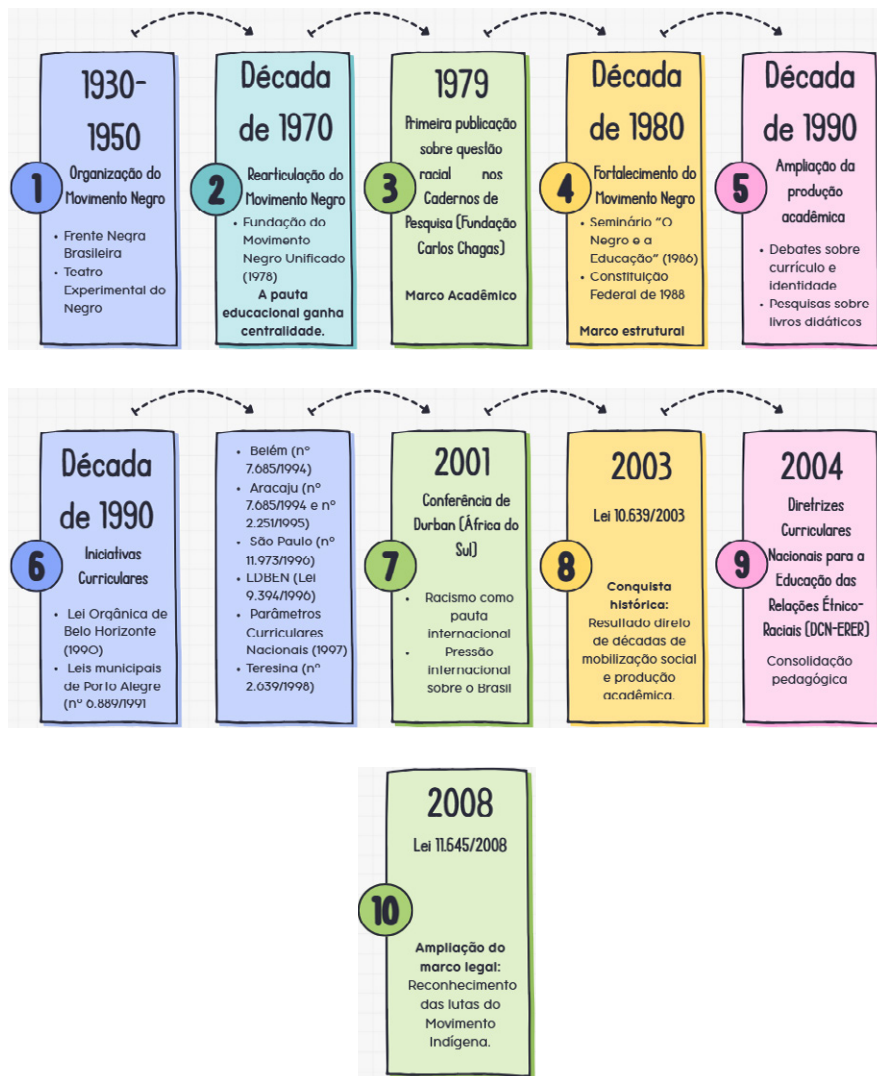 1930-
1950
1
Organização do
Movimento Negro
• Frente Negra
Brasileira
• Teatro
Experimental do
Negro
Década
de 1970
2
Rearticulação do
Movimento Negro
• Fundação do
Movimento
Negro Unificado
(1978)
A pauta
educacional ganha
centralidade.
1979
3
Primeira publicação
sobre questão
racial nos
Cadernos de
Pesquisa (Fundação
Carlos Chagas)
Marco Acadêmico
Década
de 1980
4
Fortalecimento do
Movimento Negro
• Seminário "O
Negro e a
Educação" (1986)
• Constituição
Federal de 1988
Marco estrutural
Década
de 1990
5
Ampliação da
produção
acadêmica
• Debates sobre
currículo e
identidade
• Pesquisas sobre
livros didáticos
Década
de 1990
6
Iniciativas
Curriculares
• Lei Orgânica de
Belo Horizonte
(1990)
• Leis municipais
de Porto Alegre
(nº 6.889/1991
• Belém (nº
7.685/1994)
• Aracaju (nº
7.685/1994 e nº
2.251/1995)
• São Paulo (nº
11.973/1996)
• LDBEN (Lei
9.394/1996)
• Parâmetros
Curriculares
Nacionais (1997)
• Teresina (nº
2.639/1998)
2001
7
Conferência de
Durban (África do
Sul)
• Racismo como
pauta
internacional
• Pressão
internacional
sobre o Brasil
2003
8
Lei 10.639/2003
Conquista
histórica:
Resultado direto
de décadas de
mobilização social
e produção
acadêmica.
2004
9
Diretrizes
Curriculares
Nacionais para a
Educação das
Relações Étnico-
Raciais (DCN-ERER)
Consolidação
pedagógica
2008
10
Lei 11.645/2008
Ampliação do
marco legal:
Reconhecimento
das lutas do
Movimento
Indígena.